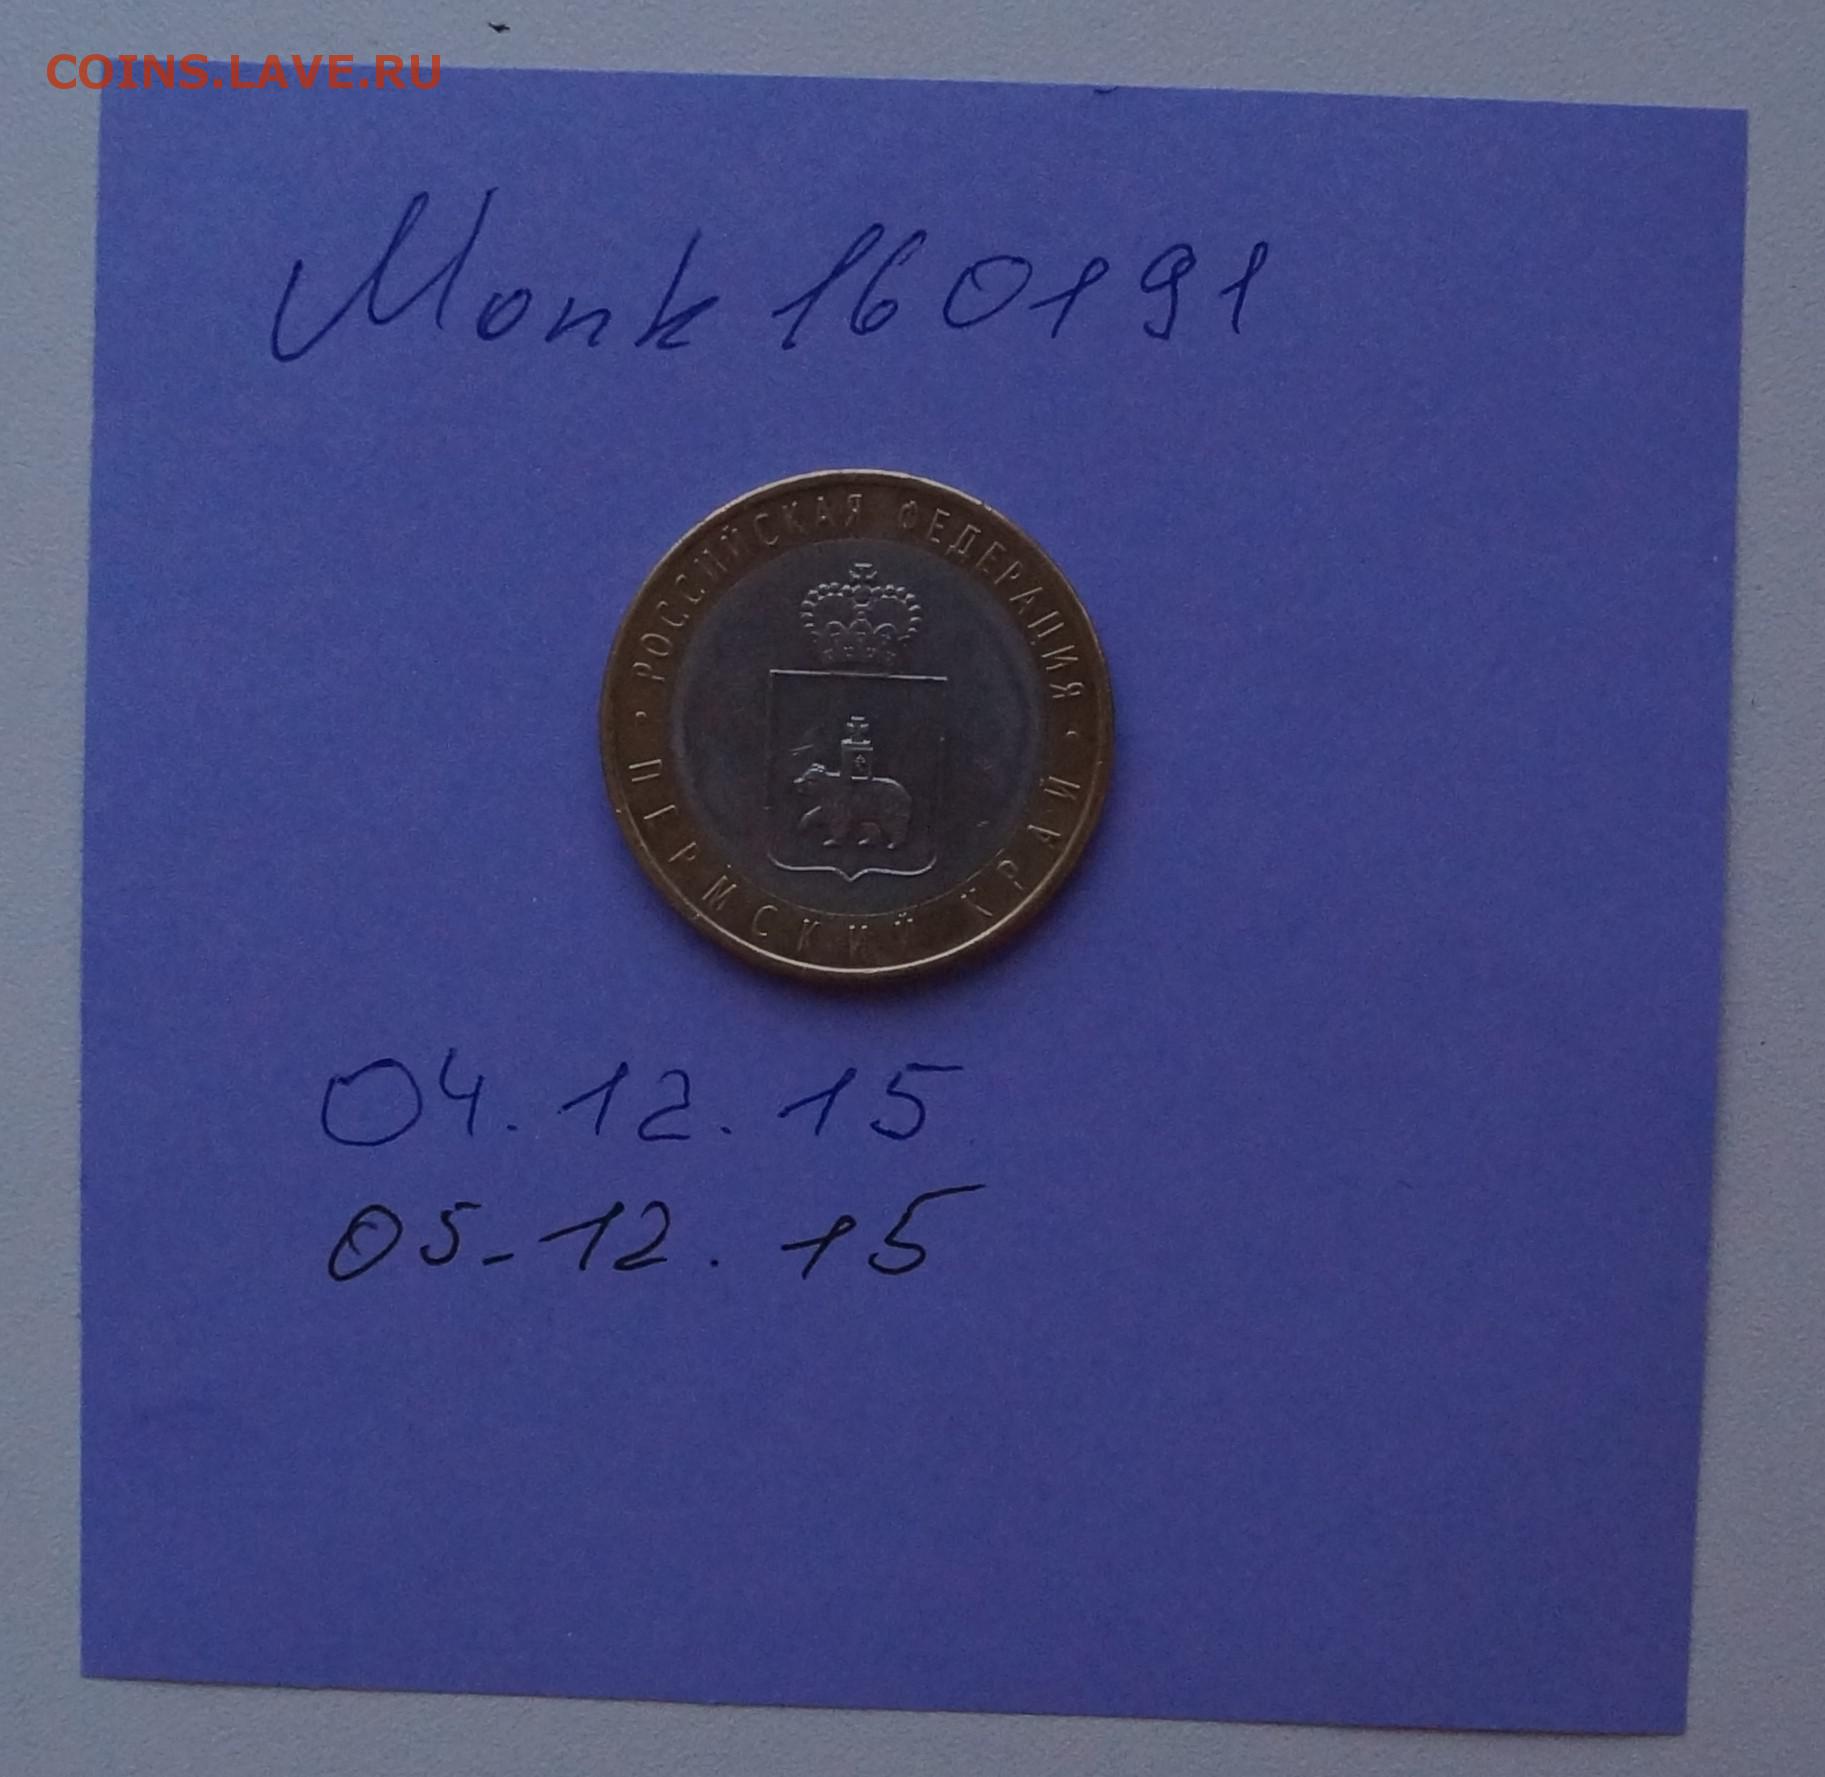 COINS.LAVE.RU
Monk160191
РОССИЙСКАЯ ФЕДЕРАЦИЯ
ПЕРМСКИЙ КРАЙ
04.12.15
05.12.15